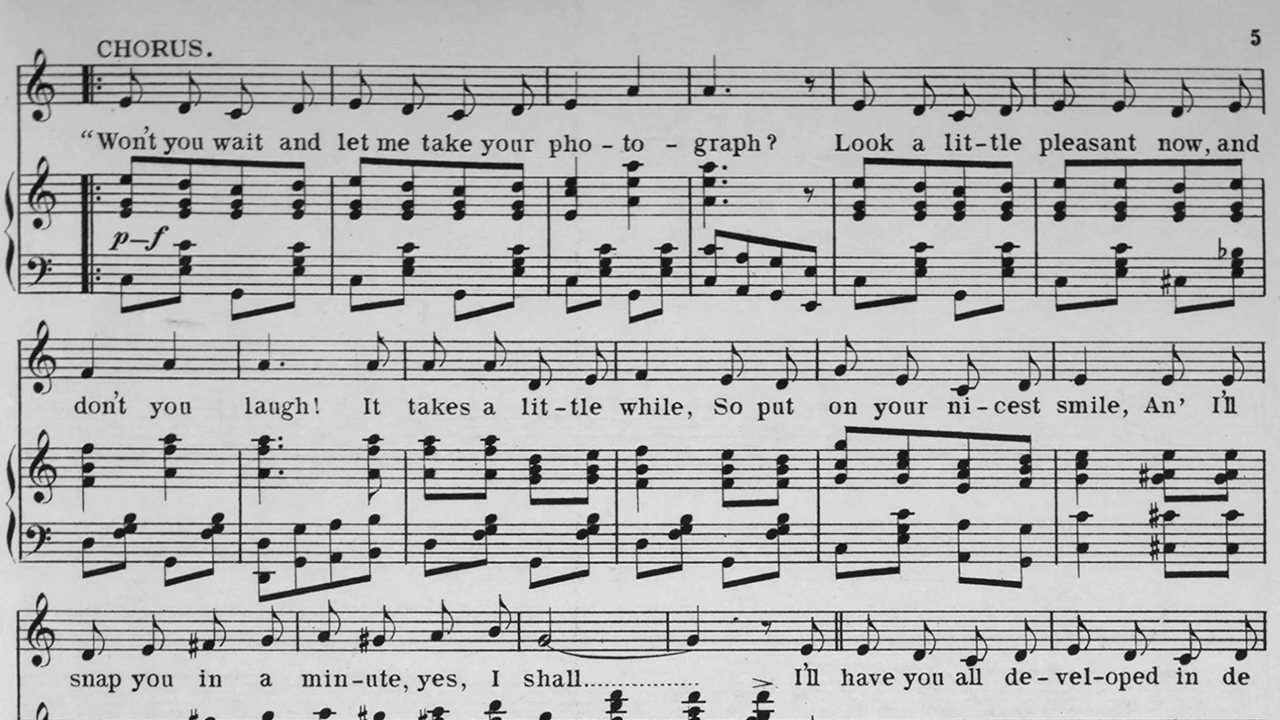 CHORUS. 5
“Won't you wait and let me take your pho - to - graph? Look a lit-tle pleasant now, and
p-f
don't you laugh! It takes a lit-tle while, So put on your ni-cest smile, An' I'll
snap you in a min-ute, yes, I shall................ I'll have you all de-vel-oped in de